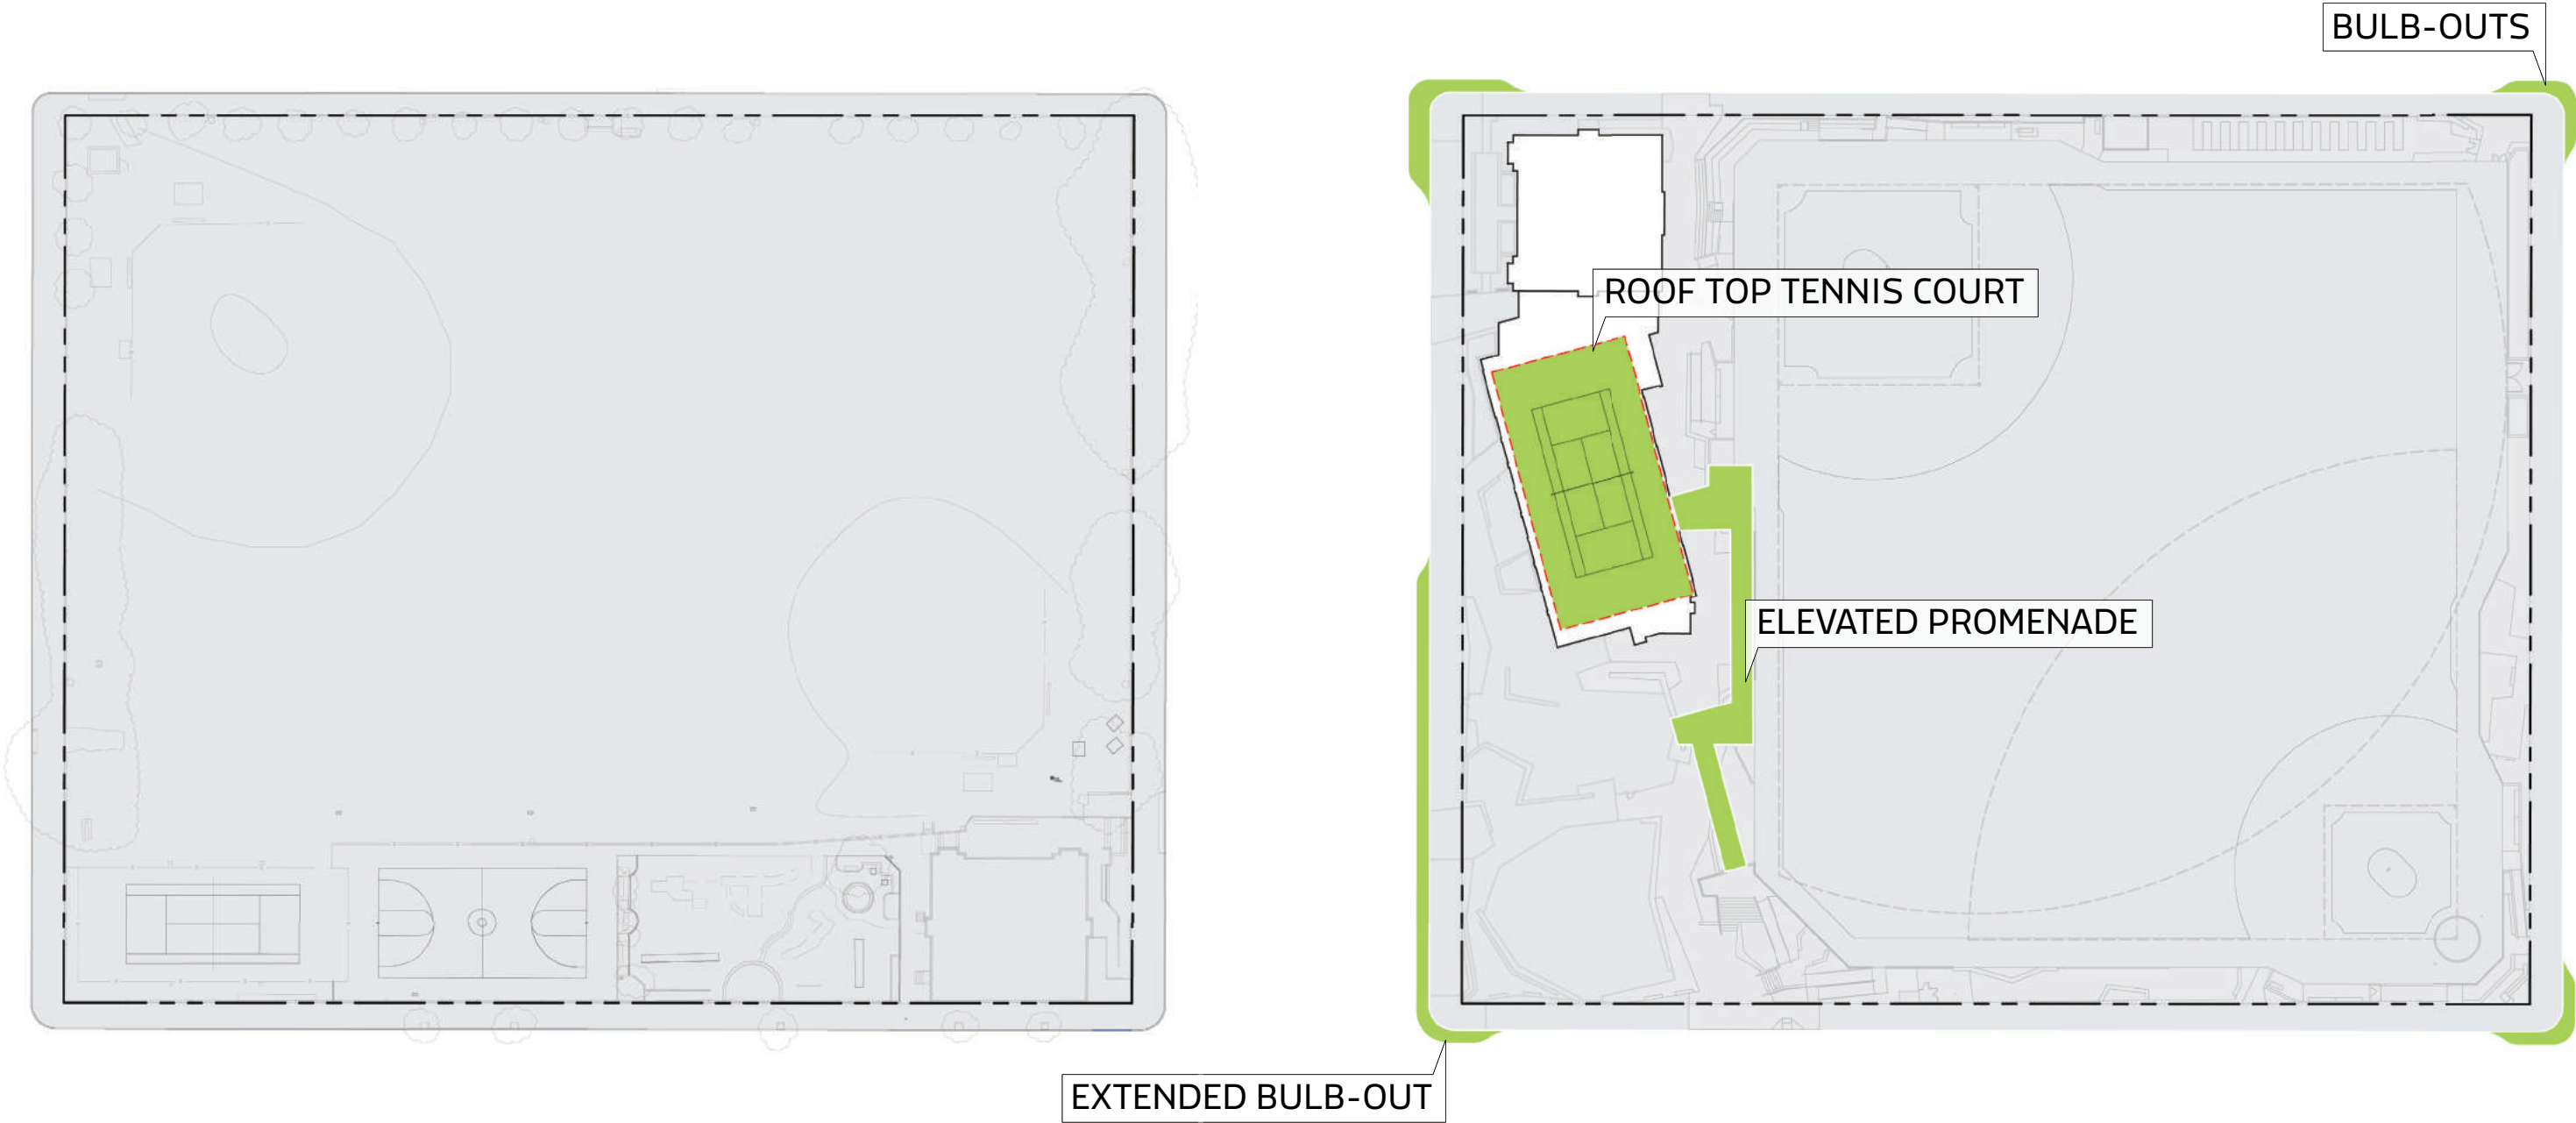 BULB-OUTS
ROOF TOP TENNIS COURT
ELEVATED PROMENADE
EXTENDED BULB-OUT